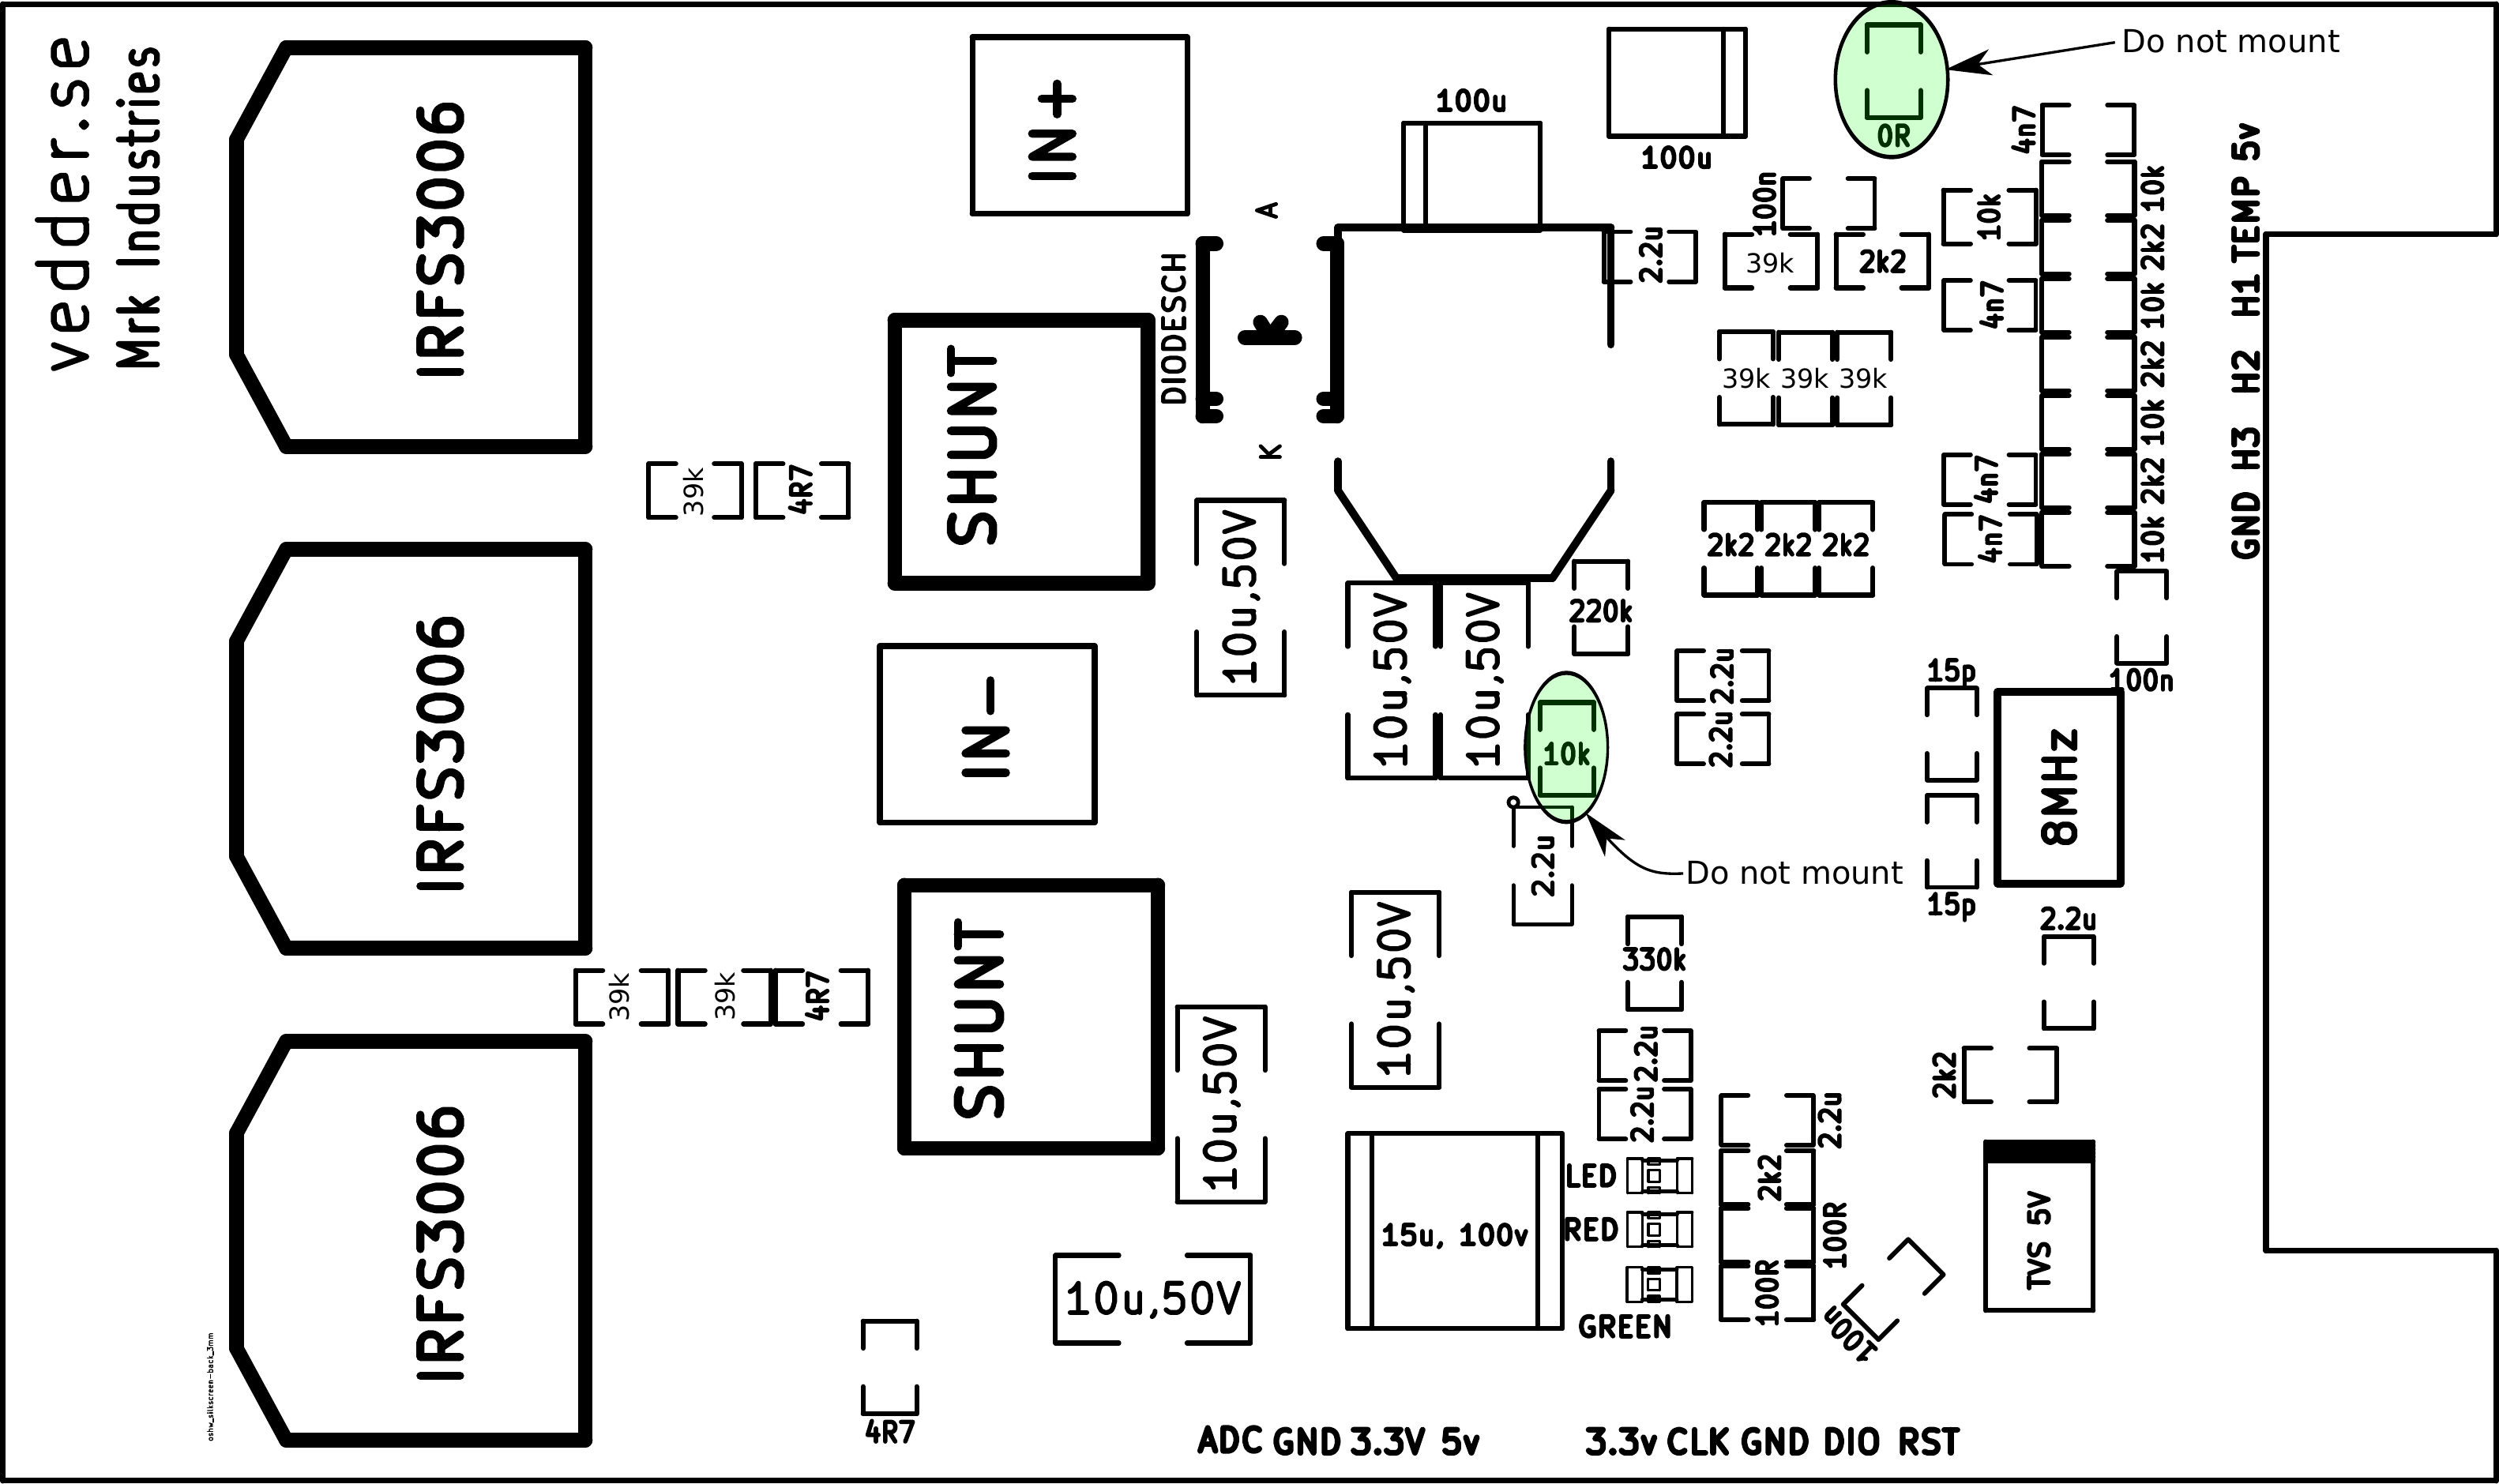 vedder.se
Mrk Industries
IRFS3006
IRFS3006
IRFS3006
oshw_silkscreen-back_3mm
39k
4R7
39k
39k
4R7
4R7
IN+
SHUNT
IN-
SHUNT
DIODESCH
A
K
K
10u,50V
10u,50V
10u,50V
10u,50V
10u,50V
10u,50V
100u
100u
0R
Do not mount
2.2u
100n
39k
2k2
39k
39k
39k
2k2
2k2
2k2
220k
10k
Do not mount
2.2u
2.2u
2.2u
330k
2.2u
2.2u
2.2u
15u, 100v
LED
RED
GREEN
2k2
100R
100R
100n
TVS 5V
2k2
2.2u
15p
15p
8MHz
100n
4n7
10k
10k
2k2
4n7
10k
2k2
10k
4n7
2k2
4n7
10k
GND H3 H2 H1 TEMP 5v
ADC GND 3.3V 5v
3.3v CLK GND DIO RST